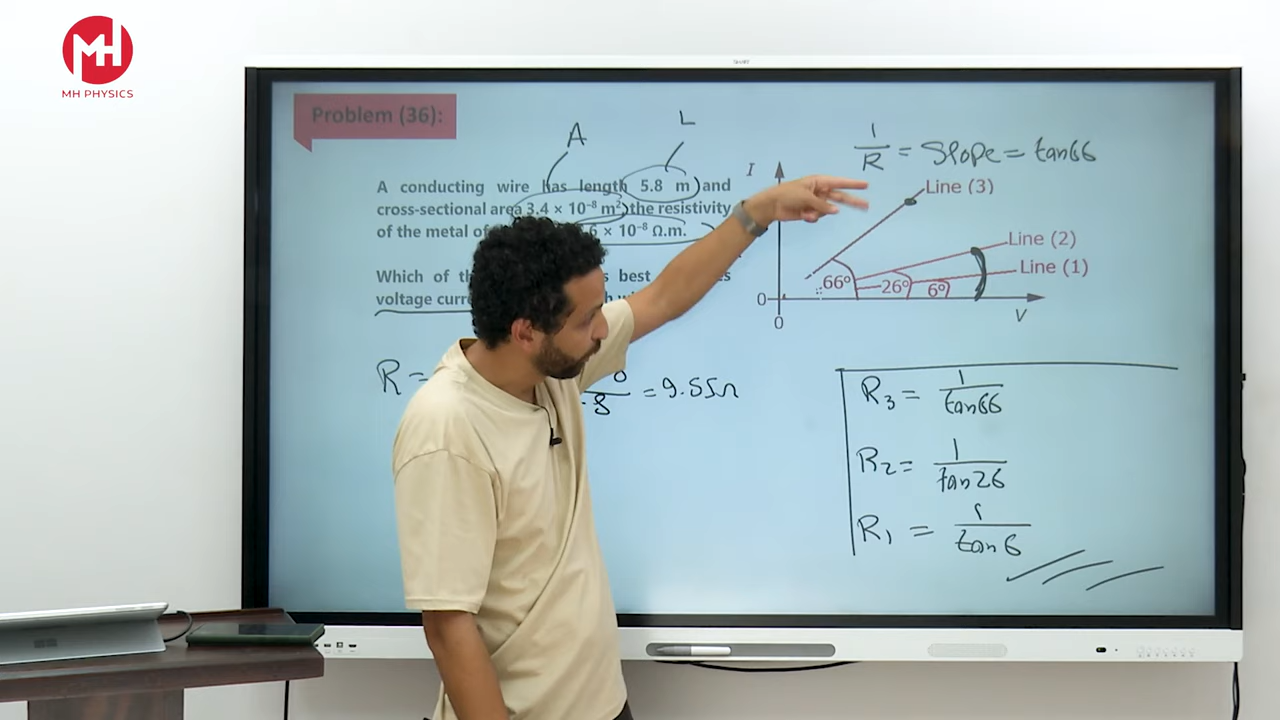 MH
MH PHYSICS
SMART
Problem (36):
A L
A conducting wire has length 5.8 m and
cross-sectional area 3.4 × 10⁻⁸ m² the resistivity
of the metal of 6 × 10⁻⁸ Ω.m.
Which of best
voltage
R = -8 = 9.55Ω
1/R = Slope = tan66
I
Line (3)
Line (2)
Line (1)
66° 26° 6°
0
0
V
R₃ = 1/tan66
R₂ = 1/tan26
R₁ = 1/tan6